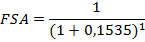 FSA = 1 / (1 + 0,1535)¹